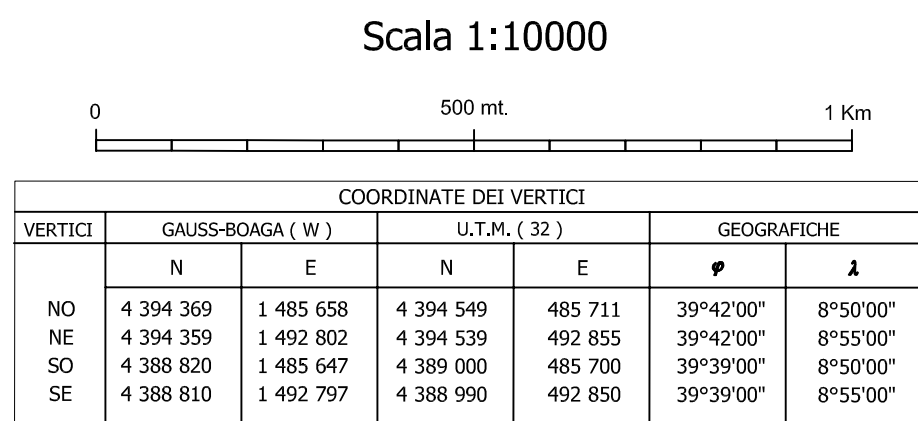 Scala 1:10000
0 500 mt. 1 Km
COORDINATE DEI VERTICI
VERTICI GAUSS-BOAGA ( W ) U.T.M. ( 32 ) GEOGRAFICHE
N E N E φ λ
NO 4 394 369 1 485 658 4 394 549 485 711 39°42'00" 8°50'00"
NE 4 394 359 1 492 802 4 394 539 492 855 39°42'00" 8°55'00"
SO 4 388 820 1 485 647 4 389 000 485 700 39°39'00" 8°50'00"
SE 4 388 810 1 492 797 4 388 990 492 850 39°39'00" 8°55'00"